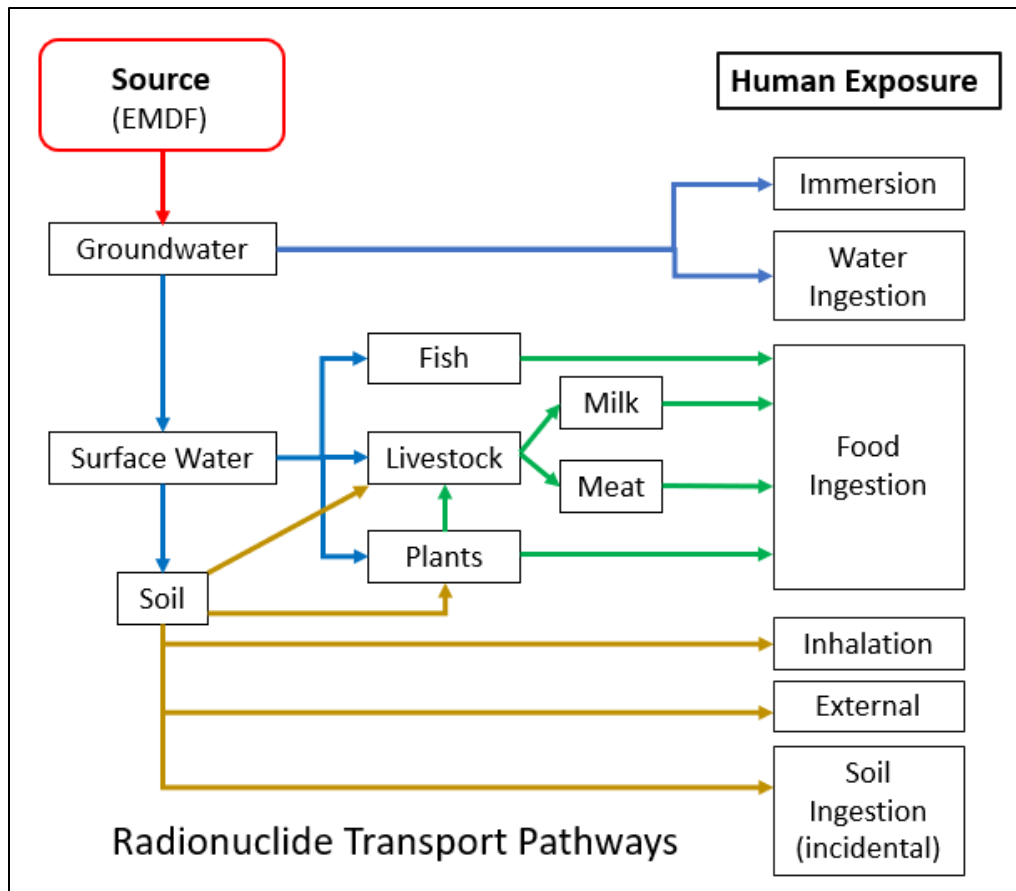 Source
(EMDF)
Human Exposure
Immersion
Groundwater
Water
Ingestion
Fish
Milk
Surface Water
Livestock
Meat
Food
Ingestion
Plants
Soil
Inhalation
External
Soil
Ingestion
(incidental)
Radionuclide Transport Pathways